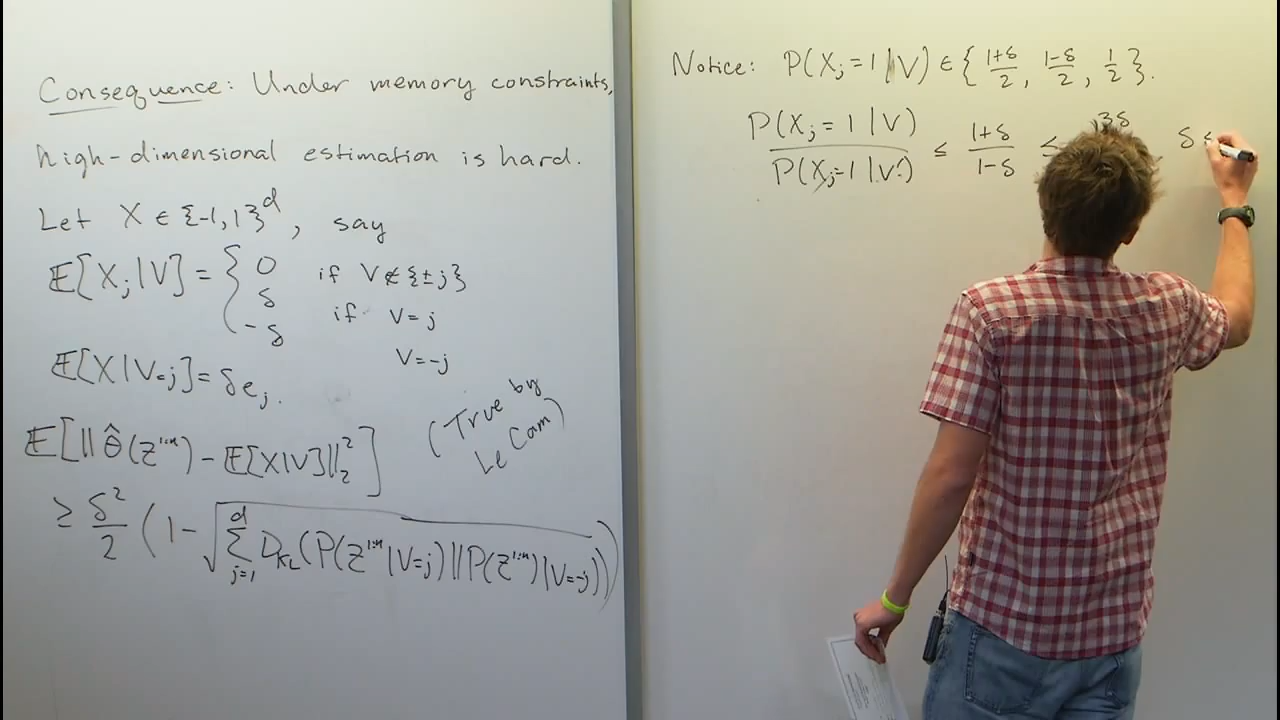 Consequence: Under memory constraints,
high-dimensional estimation is hard.
Let X ∈ {-1,1}^d, say
E[X_j|V] = { 0 if V ∉ {±j}
δ if V=j
-δ V=-j
E[X|V=j] = δe_j.
E[||θ̂(Z^{1:n}) - E[X|V]||_2^2]
(True by
Le Cam)
≥ δ^2/2 (1 - √(∑_{j=1}^d D_KL(P(Z^{1:n}|V=j)||P(Z^{1:n})|V=-j)))
Notice: P(X_j=1|V) ∈ {1+δ/2, 1-δ/2, 1/2}.
P(X_j=1|V)/P(X_j=1|V') ≤ 1+δ/1-δ ≤ 3δ δ ≤